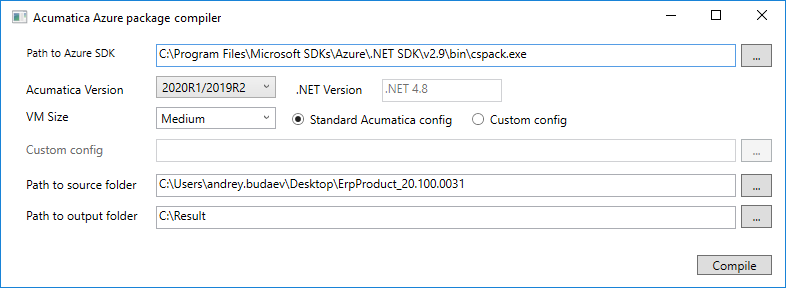 Acumatica Azure package compiler
Path to Azure SDK C:\Program Files\Microsoft SDKs\Azure\.NET SDK\v2.9\bin\cspack.exe ...
Acumatica Version 2020R1/2019R2 .NET Version .NET 4.8
VM Size Medium Standard Acumatica config Custom config
Custom config ...
Path to source folder C:\Users\andrey.budaev\Desktop\ErpProduct_20.100.0031 ...
Path to output folder C:\Result ...
Compile